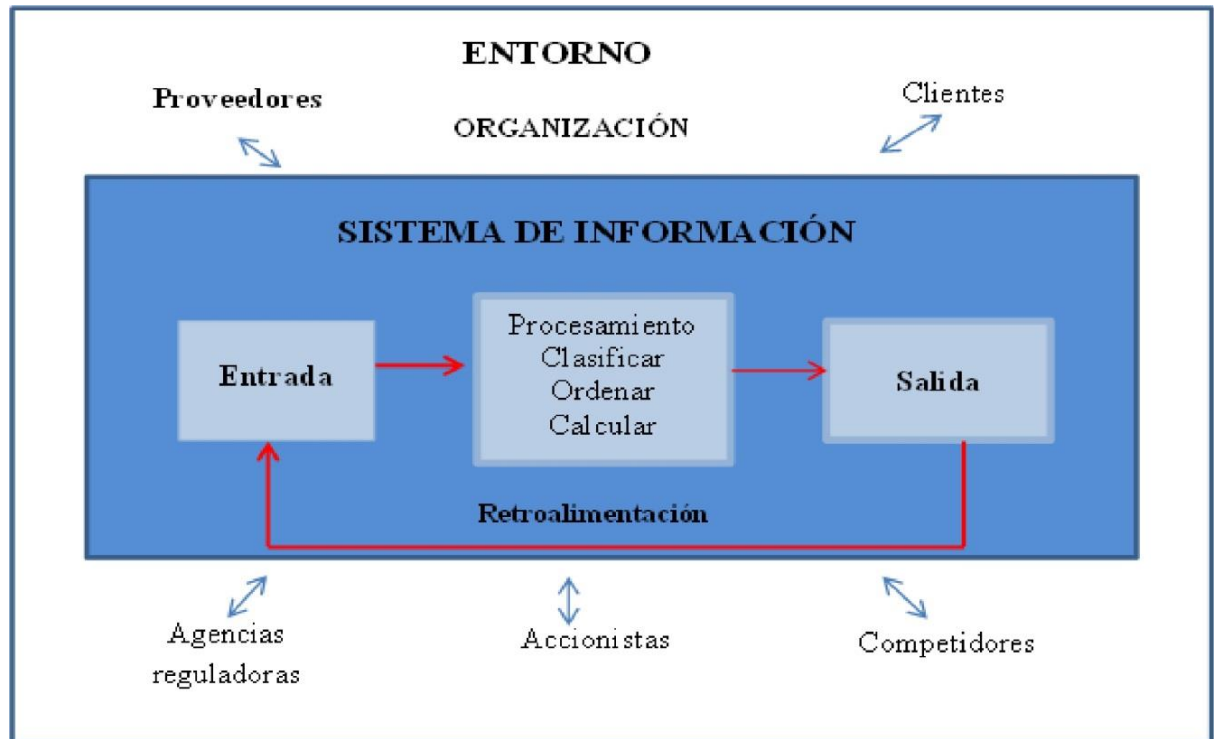 ENTORNO
Proveedores
Clientes
ORGANIZACIÓN
SISTEMA DE INFORMACIÓN
Entrada
Procesamiento
Clasificar
Ordenar
Calcular
Salida
Retroalimentación
Agencias
reguladoras
Accionistas
Competidores